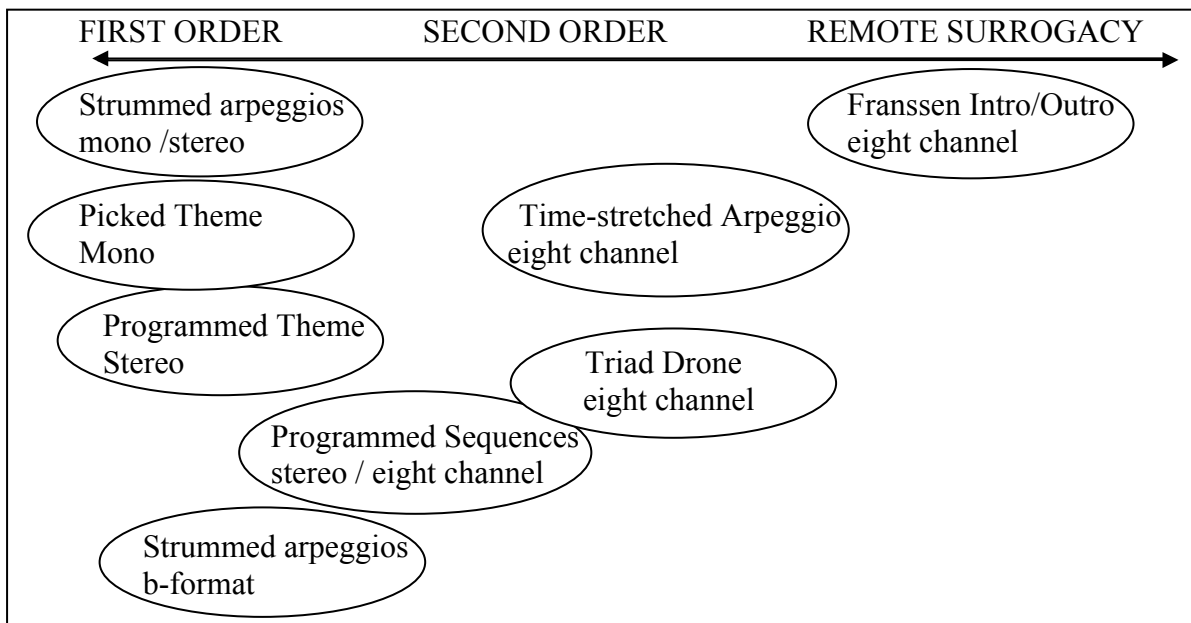 FIRST ORDER SECOND ORDER REMOTE SURROGACY
Strummed arpeggios
mono /stereo
Franssen Intro/Outro
eight channel
Picked Theme
Mono
Time-stretched Arpeggio
eight channel
Programmed Theme
Stereo
Triad Drone
eight channel
Programmed Sequences
stereo / eight channel
Strummed arpeggios
b-format